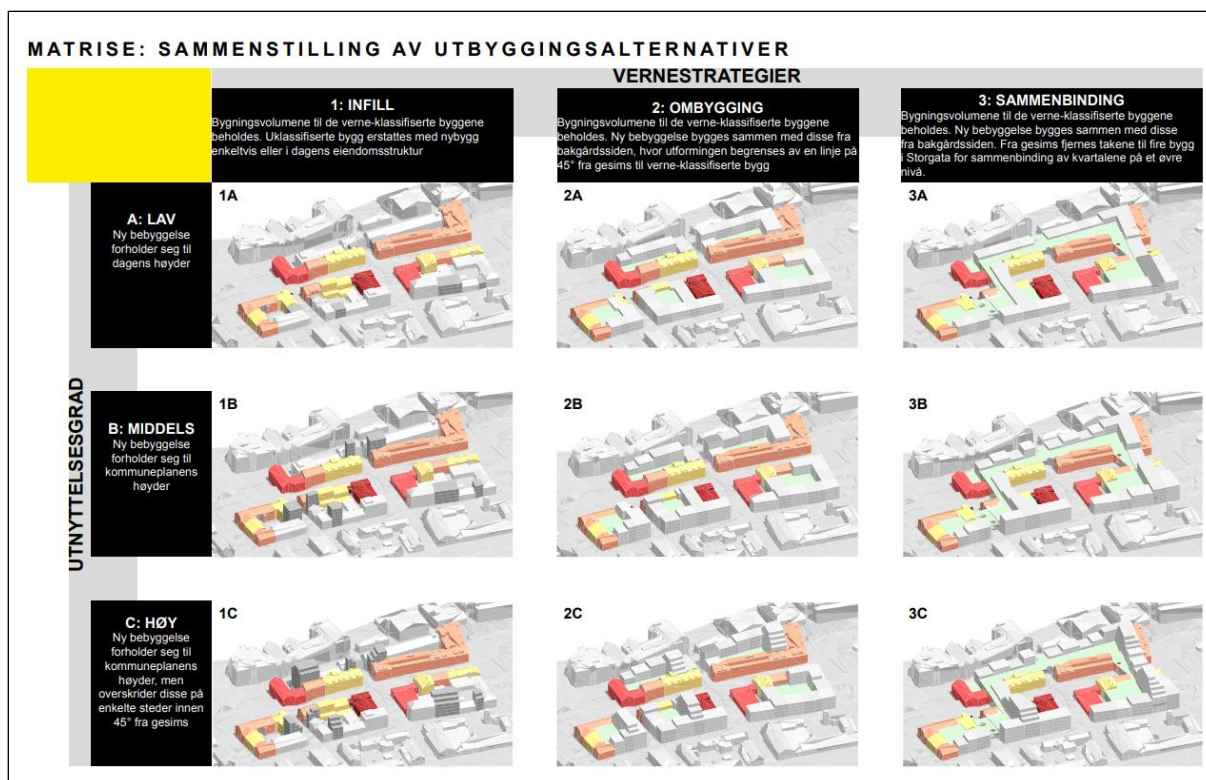 MATRISE: SAMMENSTILLING AV UTBYGGINGSALTERNATIVER
VERNESTRATEGIER
1: INFILL
Bygningsvolumene til de verne-klassifiserte byggene
beholdes. Uklassifiserte bygg erstattes med nybygg
enkeltvis eller i dagens eiendomsstruktur
2: OMBYGGING
Bygningsvolumene til de verne-klassifiserte byggene
beholdes. Ny bebyggelse bygges sammen med disse fra
bakgårdssiden, hvor utformingen begrenses av en linje på
45° fra gesims til verne-klassifiserte bygg
3: SAMMENBINDING
Bygningsvolumene til de verne-klassifiserte byggene
beholdes. Ny bebyggelse bygges sammen med disse
fra bakgårdssiden. Fra gesims fjernes takene til fire bygg
i Storgata for sammenbinding av kvartalene på et øvre
nivå.
UTNYTTELSESGRAD
A: LAV
Ny bebyggelse
forholder seg til
dagens høyder
1A
2A
3A
B: MIDDELS
Ny bebyggelse
forholder seg til
kommuneplanens
høyder
1B
2B
3B
C: HØY
Ny bebyggelse
forholder seg til
kommuneplanens
høyder, men
overskrider disse på
enkelte steder innen
45° fra gesims
1C
2C
3C